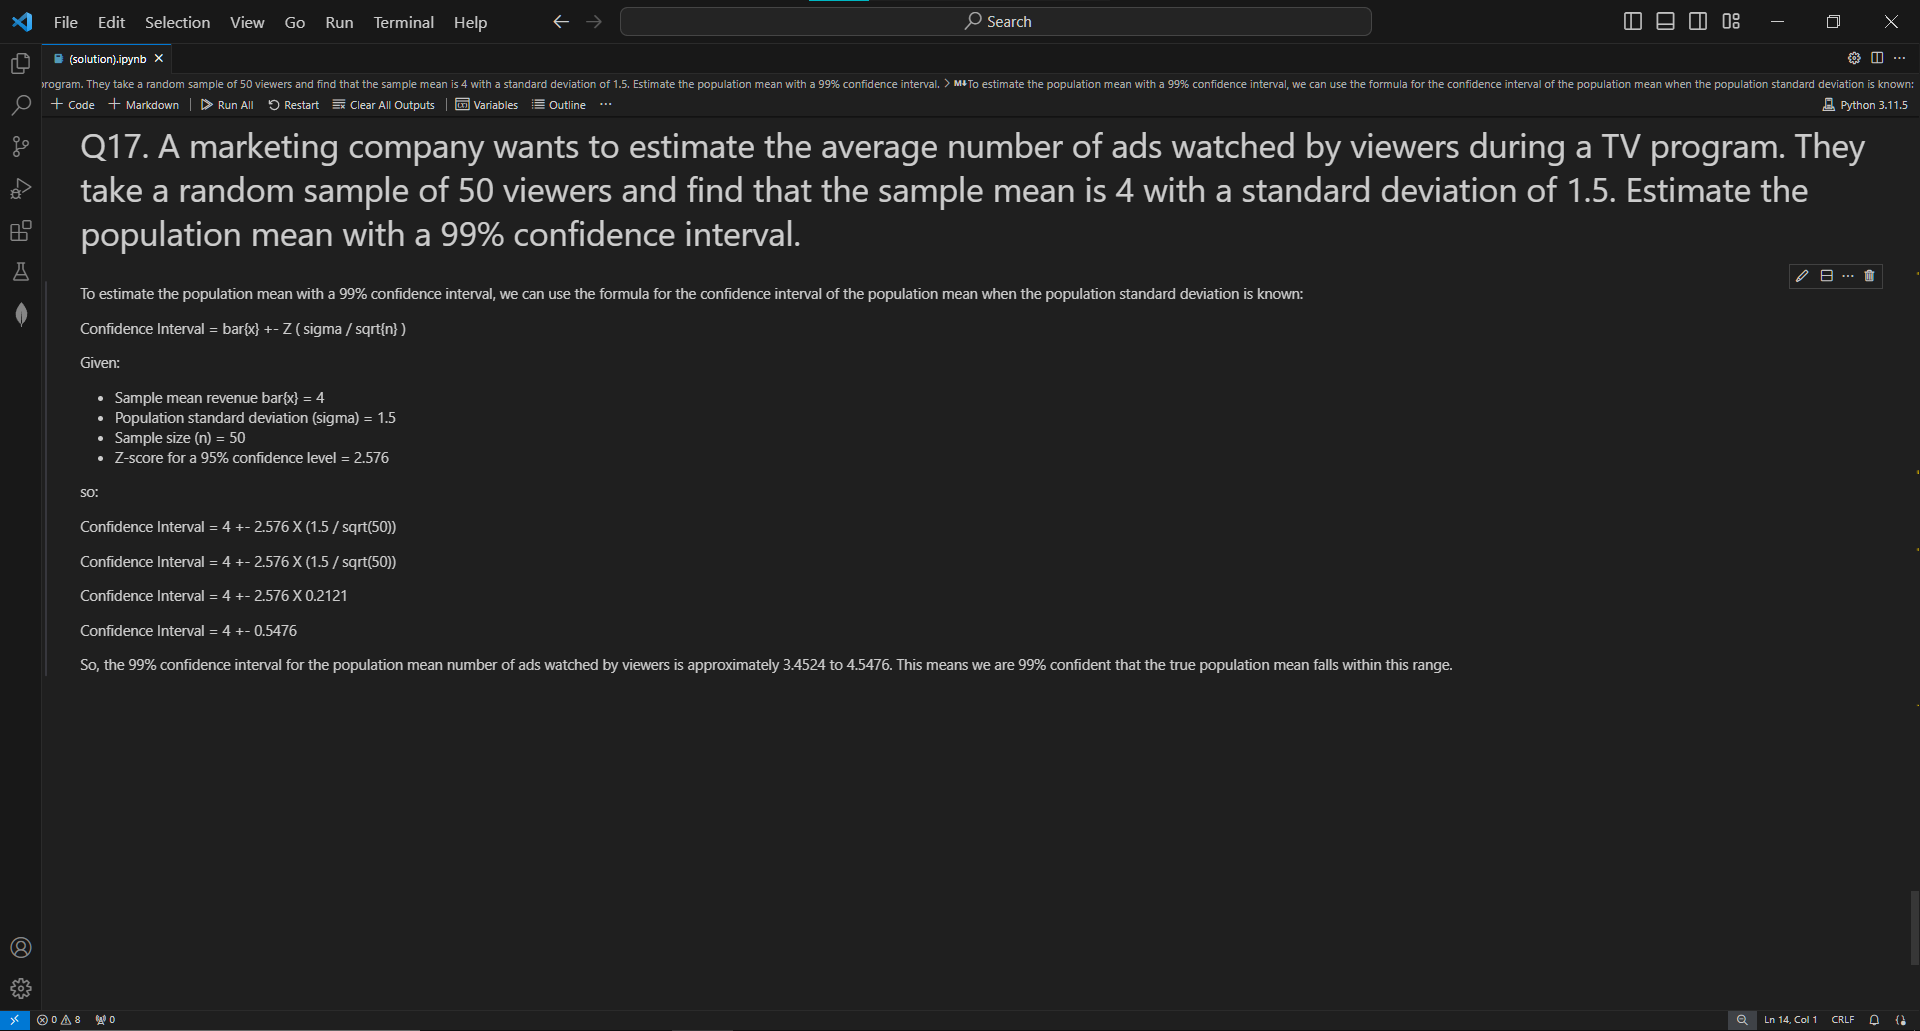 File Edit Selection View Go Run Terminal Help
Search
(solution).ipynb
program. They take a random sample of 50 viewers and find that the sample mean is 4 with a standard deviation of 1.5. Estimate the population mean with a 99% confidence interval. > M↓To estimate the population mean with a 99% confidence interval, we can use the formula for the confidence interval of the population mean when the population standard deviation is known:
+ Code + Markdown | Run All Restart Clear All Outputs | Variables Outline ... Python 3.11.5
Q17. A marketing company wants to estimate the average number of ads watched by viewers during a TV program. They
take a random sample of 50 viewers and find that the sample mean is 4 with a standard deviation of 1.5. Estimate the
population mean with a 99% confidence interval.
To estimate the population mean with a 99% confidence interval, we can use the formula for the confidence interval of the population mean when the population standard deviation is known:
Confidence Interval = bar{x} +- Z ( sigma / sqrt{n} )
Given:
• Sample mean revenue bar{x} = 4
• Population standard deviation (sigma) = 1.5
• Sample size (n) = 50
• Z-score for a 95% confidence level = 2.576
so:
Confidence Interval = 4 +- 2.576 X (1.5 / sqrt(50))
Confidence Interval = 4 +- 2.576 X (1.5 / sqrt(50))
Confidence Interval = 4 +- 2.576 X 0.2121
Confidence Interval = 4 +- 0.5476
So, the 99% confidence interval for the population mean number of ads watched by viewers is approximately 3.4524 to 4.5476. This means we are 99% confident that the true population mean falls within this range.
0 8 0 Ln 14, Col 1 CRLF